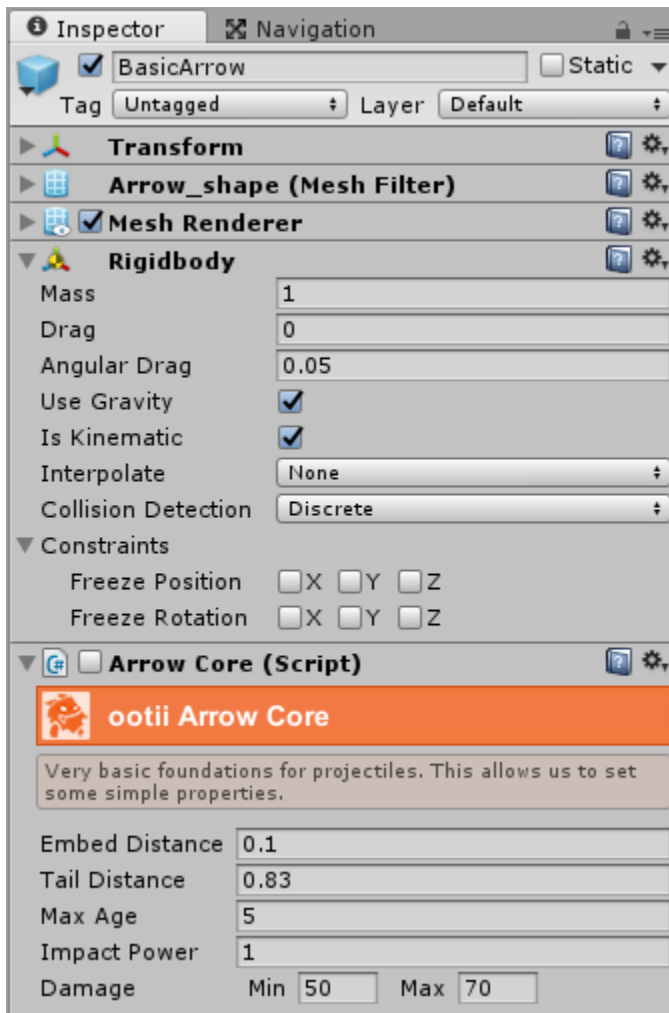 Inspector Navigation
BasicArrow Static
Tag Untagged Layer Default
Transform
Arrow_shape (Mesh Filter)
Mesh Renderer
Rigidbody
Mass 1
Drag 0
Angular Drag 0.05
Use Gravity
Is Kinematic
Interpolate None
Collision Detection Discrete
Constraints
Freeze Position X Y Z
Freeze Rotation X Y Z
Arrow Core (Script)
ootii Arrow Core
Very basic foundations for projectiles. This allows us to set
some simple properties.
Embed Distance 0.1
Tail Distance 0.83
Max Age 5
Impact Power 1
Damage Min 50 Max 70